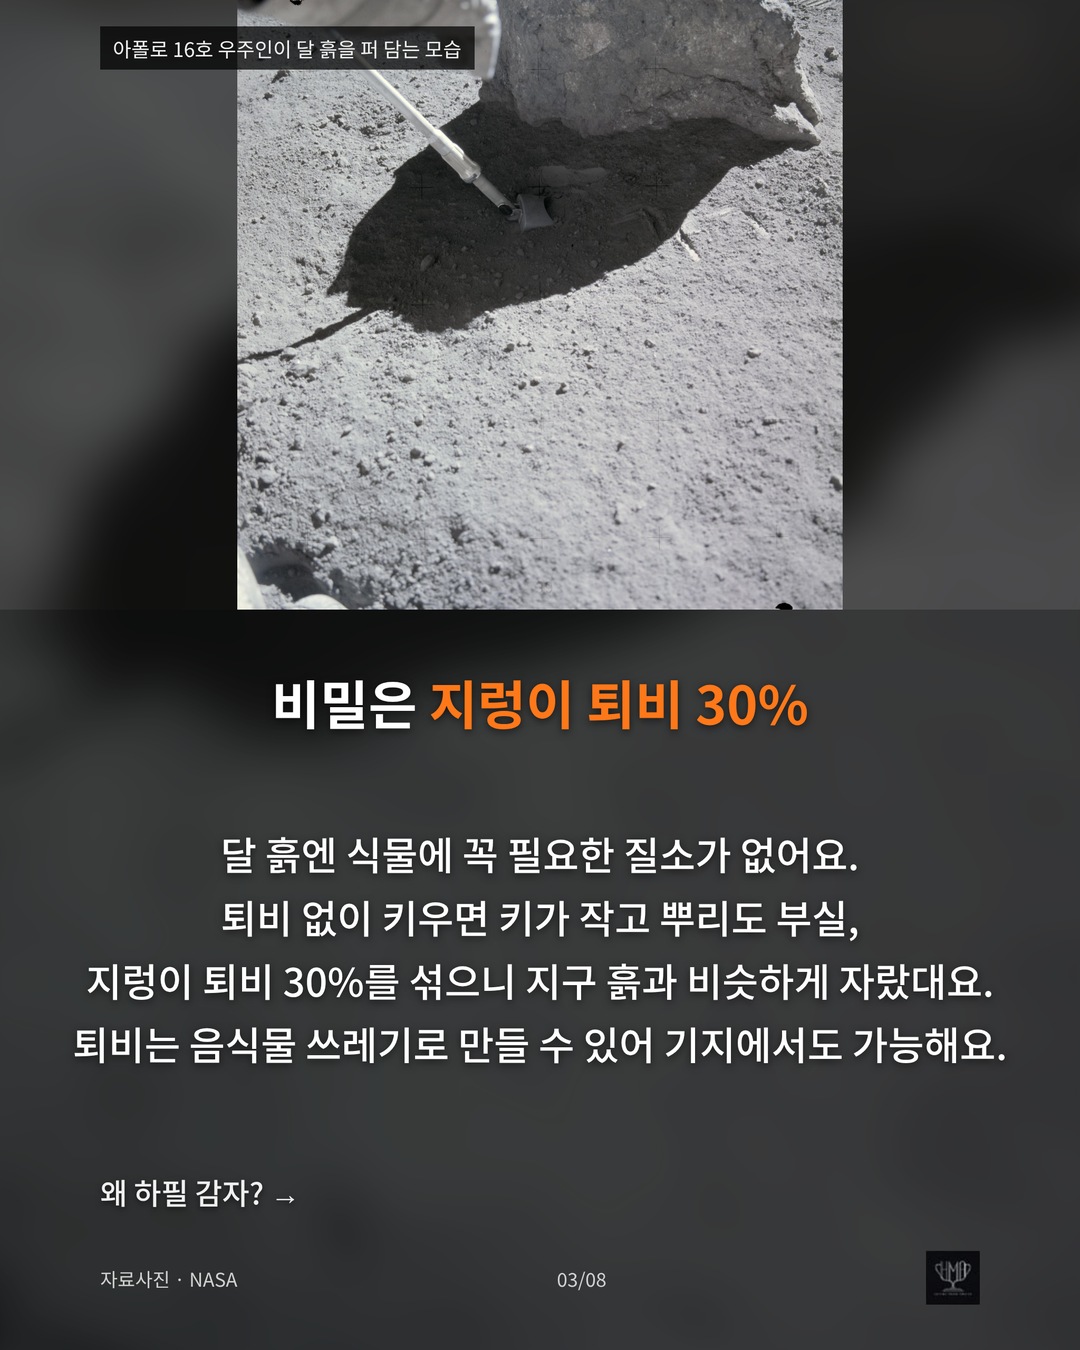 아폴로 16호 우주인이 달 흙을 퍼 담는 모습
비밀은 지렁이 퇴비 30%
달 흙엔 식물에 꼭 필요한 질소가 없어요.
퇴비 없이 키우면 키가 작고 뿌리도 부실,
지렁이 퇴비 30%를 섞으니 지구 흙과 비슷하게 자랐대요.
퇴비는 음식물 쓰레기로 만들 수 있어 기지에서도 가능해요.
왜 하필 감자? →
자료사진 · NASA
03/08